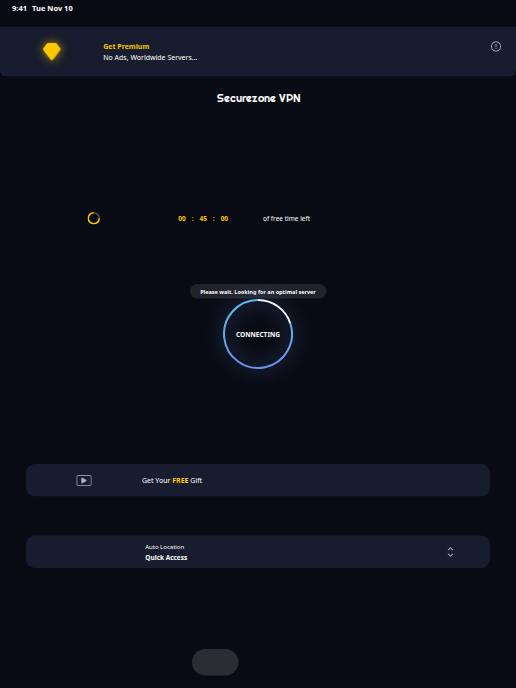 9:41 Tue Nov 10
Get Premium
No Ads, Worldwide Servers...
Securezone VPN
00 : 45 : 00 of free time left
Please wait. Looking for an optimal server
CONNECTING
Get Your FREE Gift
Auto Location
Quick Access